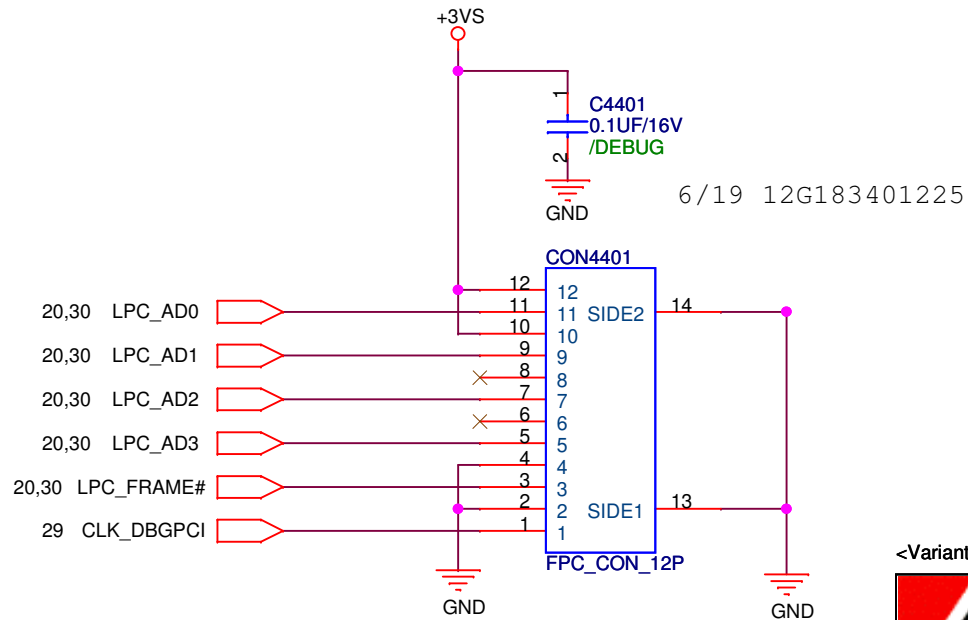 +3VS
1
C4401
0.1UF/16V
/DEBUG
2
GND
6/19 12G183401225
CON4401
12 12
20,30 LPC_AD0 11 11 SIDE2 14
10 10
20,30 LPC_AD1 9 9
8 8
20,30 LPC_AD2 7 7
6 6
20,30 LPC_AD3 5 5
4 4
20,30 LPC_FRAME# 3 3
2 2 SIDE1 13
29 CLK_DBGPCI 1 1
FPC_CON_12P
<Variant
GND
GND